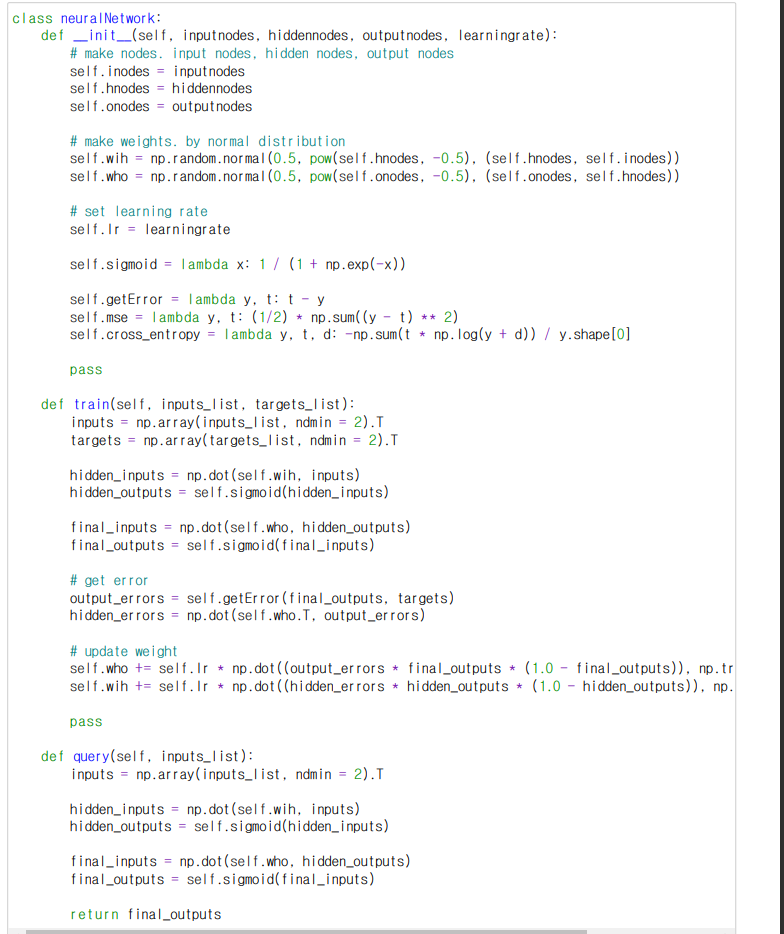 class neuralNetwork:
    def __init__(self, inputnodes, hiddennodes, outputnodes, learningrate):
        # make nodes. input nodes, hidden nodes, output nodes
        self.inodes = inputnodes
        self.hnodes = hiddennodes
        self.onodes = outputnodes

        # make weights. by normal distribution
        self.wih = np.random.normal(0.5, pow(self.hnodes, -0.5), (self.hnodes, self.inodes))
        self.who = np.random.normal(0.5, pow(self.onodes, -0.5), (self.onodes, self.hnodes))

        # set learning rate
        self.lr = learningrate

        self.sigmoid = lambda x: 1 / (1 + np.exp(-x))

        self.getError = lambda y, t: t - y
        self.mse = lambda y, t: (1/2) * np.sum((y - t) ** 2)
        self.cross_entropy = lambda y, t, d: -np.sum(t * np.log(y + d)) / y.shape[0]

        pass

    def train(self, inputs_list, targets_list):
        inputs = np.array(inputs_list, ndmin = 2).T
        targets = np.array(targets_list, ndmin = 2).T

        hidden_inputs = np.dot(self.wih, inputs)
        hidden_outputs = self.sigmoid(hidden_inputs)

        final_inputs = np.dot(self.who, hidden_outputs)
        final_outputs = self.sigmoid(final_inputs)

        # get error
        output_errors = self.getError(final_outputs, targets)
        hidden_errors = np.dot(self.who.T, output_errors)

        # update weight
        self.who += self.lr * np.dot((output_errors * final_outputs * (1.0 - final_outputs)), np.tr
        self.wih += self.lr * np.dot((hidden_errors * hidden_outputs * (1.0 - hidden_outputs)), np.

        pass

    def query(self, inputs_list):
        inputs = np.array(inputs_list, ndmin = 2).T

        hidden_inputs = np.dot(self.wih, inputs)
        hidden_outputs = self.sigmoid(hidden_inputs)

        final_inputs = np.dot(self.who, hidden_outputs)
        final_outputs = self.sigmoid(final_inputs)

        return final_outputs